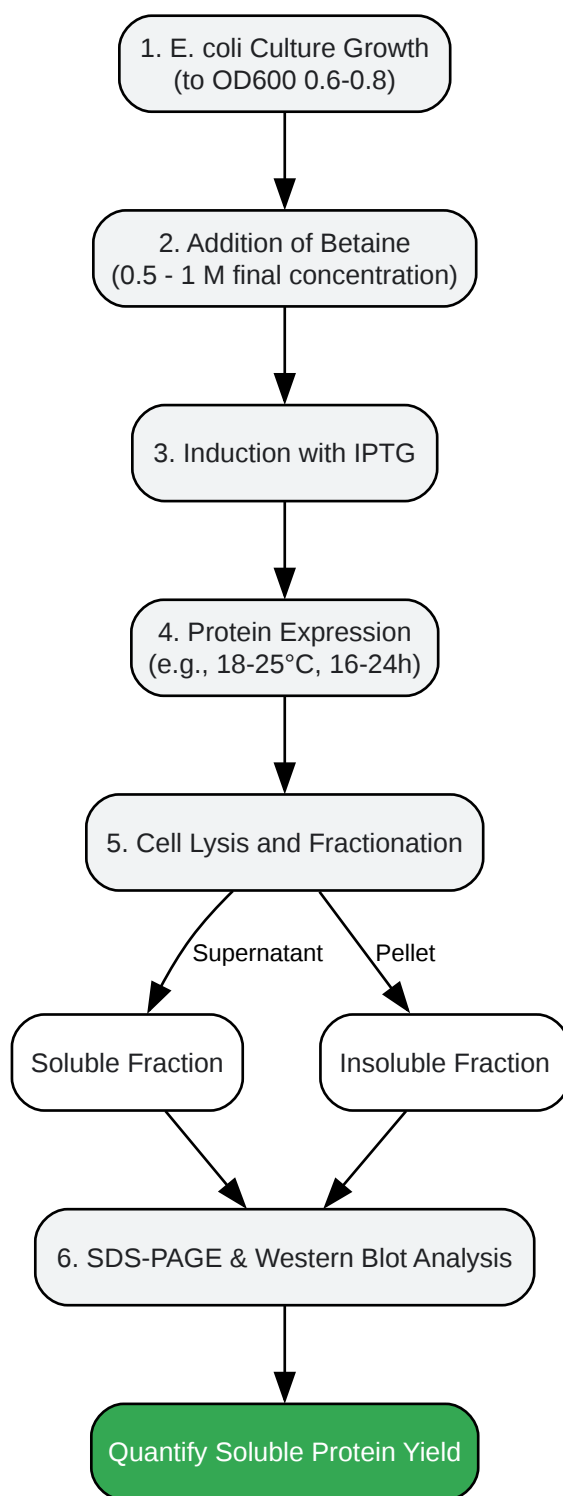 1. E. coli Culture Growth
(to OD600 0.6-0.8)
2. Addition of Betaine
(0.5 - 1 M final concentration)
3. Induction with IPTG
4. Protein Expression
(e.g., 18-25°C, 16-24h)
5. Cell Lysis and Fractionation
Supernatant
Pellet
Soluble Fraction
Insoluble Fraction
6. SDS-PAGE & Western Blot Analysis
Quantify Soluble Protein Yield